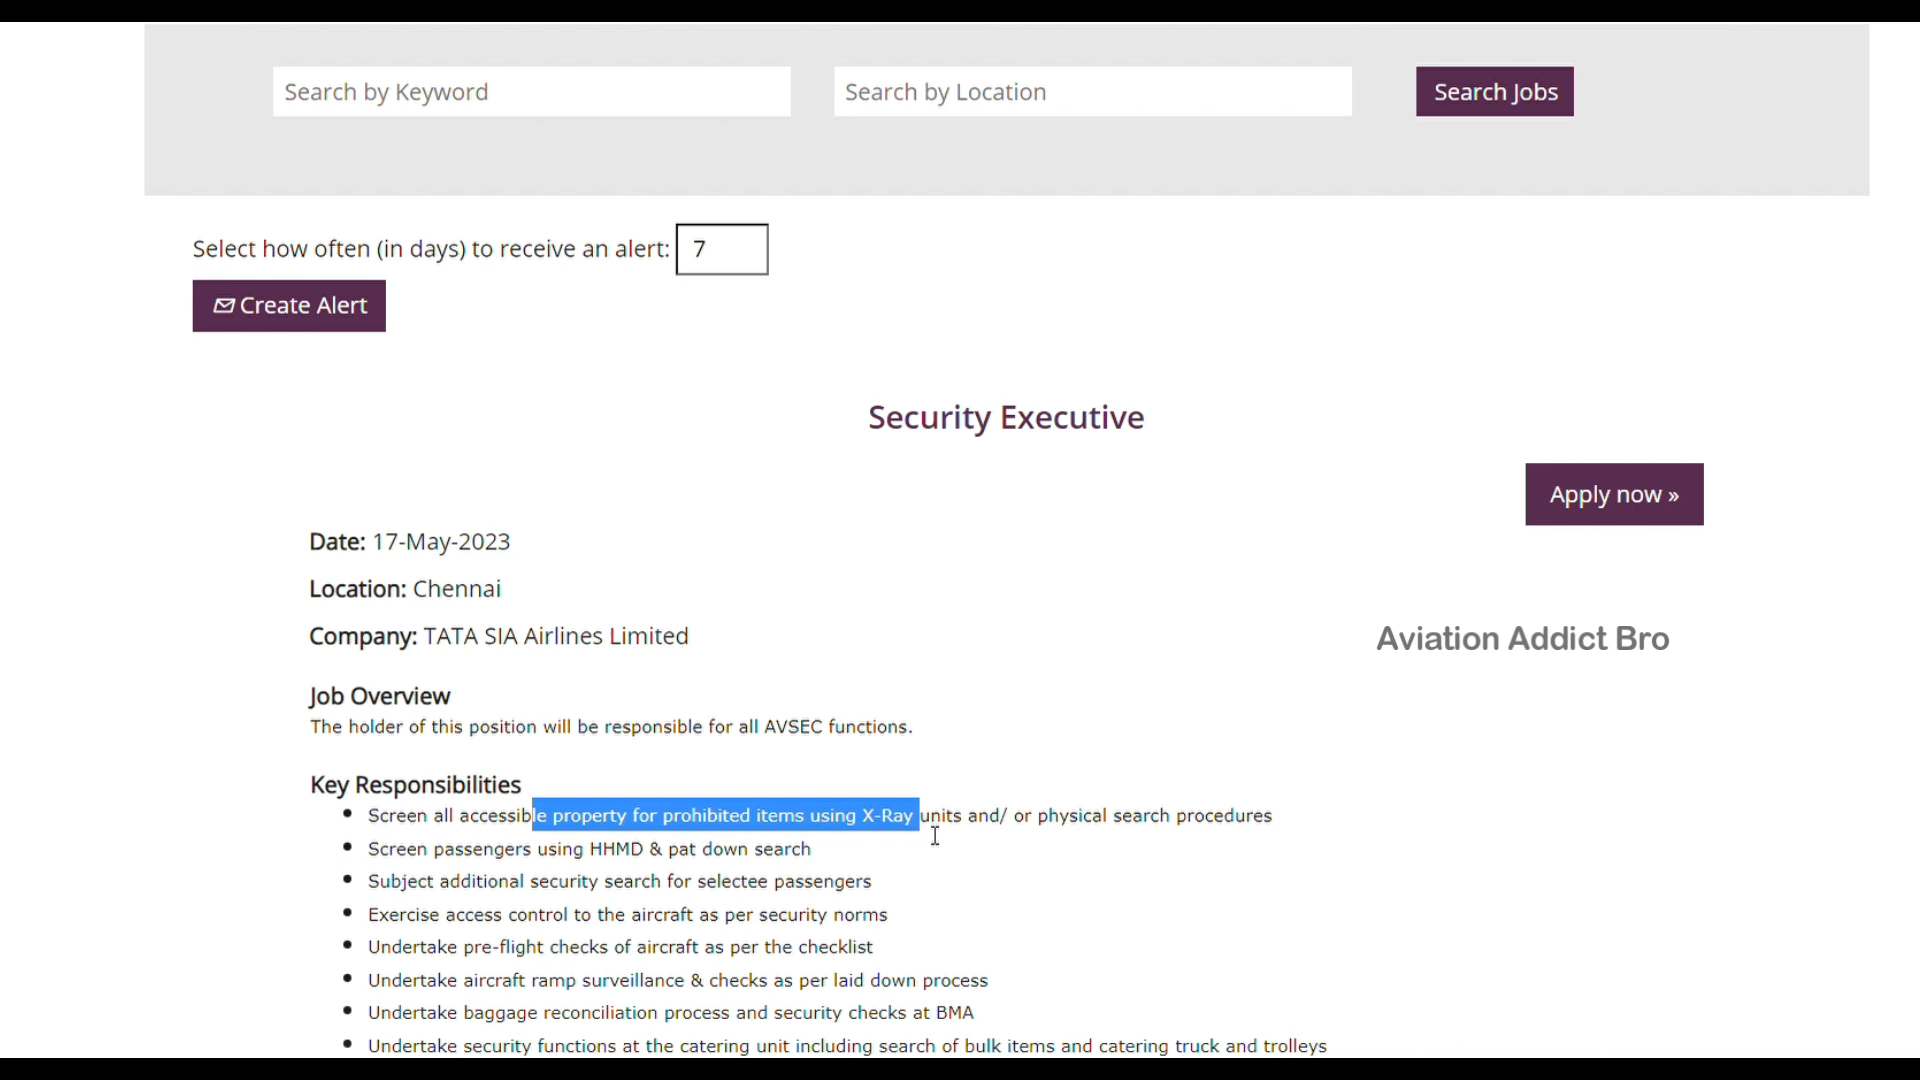 Search by Keyword
Search by Location
Search Jobs
Select how often (in days) to receive an alert: 7
Create Alert
Security Executive
Apply now »
Date: 17-May-2023
Location: Chennai
Company: TATA SIA Airlines Limited
Aviation Addict Bro
Job Overview
The holder of this position will be responsible for all AVSEC functions.
Key Responsibilities
• Screen all accessible property for prohibited items using X-Ray units and/ or physical search procedures
• Screen passengers using HHMD & pat down search
• Subject additional security search for selectee passengers
• Exercise access control to the aircraft as per security norms
• Undertake pre-flight checks of aircraft as per the checklist
• Undertake aircraft ramp surveillance & checks as per laid down process
• Undertake baggage reconciliation process and security checks at BMA
• Undertake security functions at the catering unit including search of bulk items and catering truck and trolleys